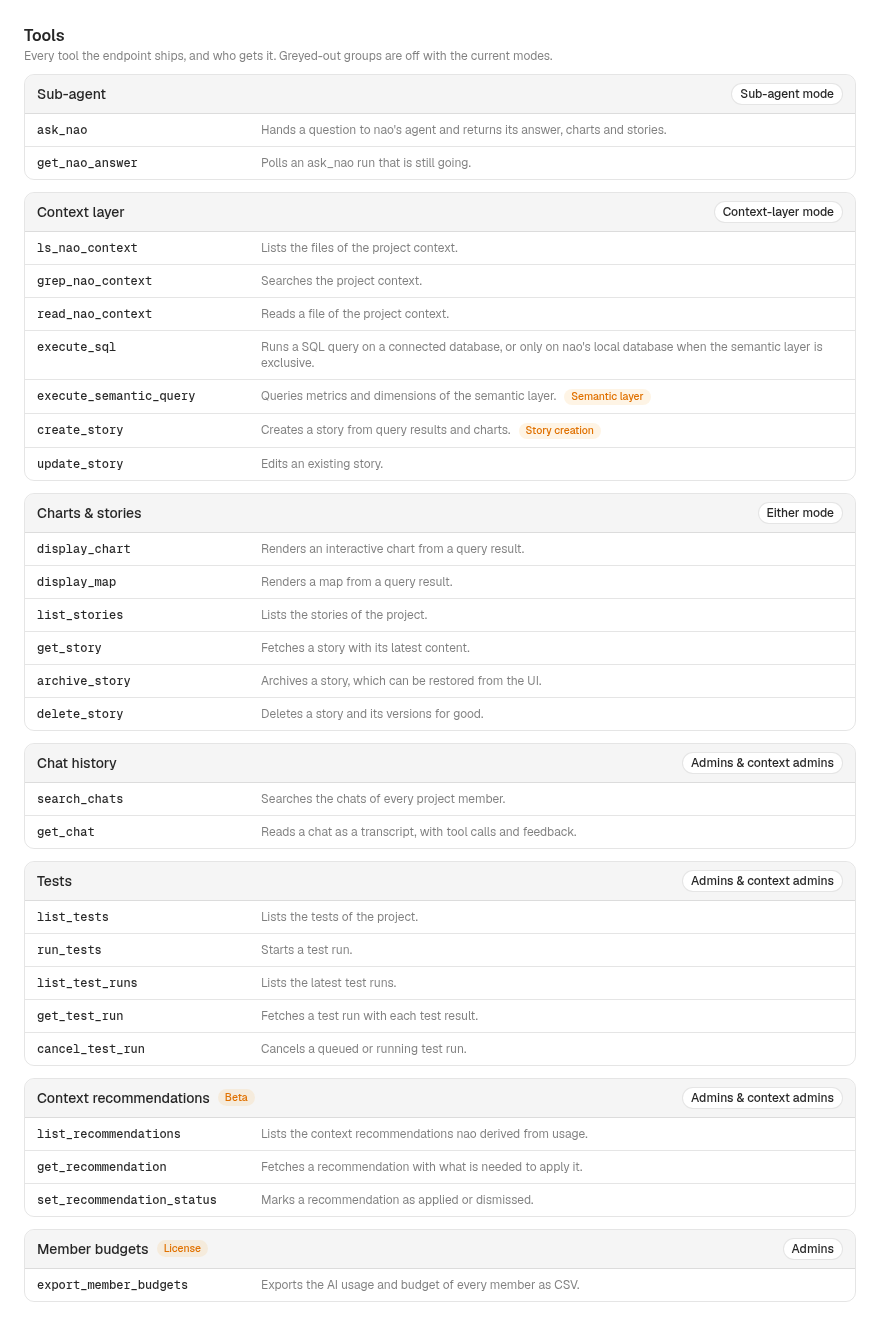 Tools
Every tool the endpoint ships, and who gets it. Greyed-out groups are off with the current modes.
Sub-agent Sub-agent mode
ask_nao Hands a question to nao's agent and returns its answer, charts and stories.
get_nao_answer Polls an ask_nao run that is still going.
Context layer Context-layer mode
ls_nao_context Lists the files of the project context.
grep_nao_context Searches the project context.
read_nao_context Reads a file of the project context.
execute_sql Runs a SQL query on a connected database, or only on nao's local database when the semantic layer is
exclusive.
execute_semantic_query Queries metrics and dimensions of the semantic layer. Semantic layer
create_story Creates a story from query results and charts. Story creation
update_story Edits an existing story.
Charts & stories Either mode
display_chart Renders an interactive chart from a query result.
display_map Renders a map from a query result.
list_stories Lists the stories of the project.
get_story Fetches a story with its latest content.
archive_story Archives a story, which can be restored from the UI.
delete_story Deletes a story and its versions for good.
Chat history Admins & context admins
search_chats Searches the chats of every project member.
get_chat Reads a chat as a transcript, with tool calls and feedback.
Tests Admins & context admins
list_tests Lists the tests of the project.
run_tests Starts a test run.
list_test_runs Lists the latest test runs.
get_test_run Fetches a test run with each test result.
cancel_test_run Cancels a queued or running test run.
Context recommendations Beta Admins & context admins
list_recommendations Lists the context recommendations nao derived from usage.
get_recommendation Fetches a recommendation with what is needed to apply it.
set_recommendation_status Marks a recommendation as applied or dismissed.
Member budgets License Admins
export_member_budgets Exports the AI usage and budget of every member as CSV.